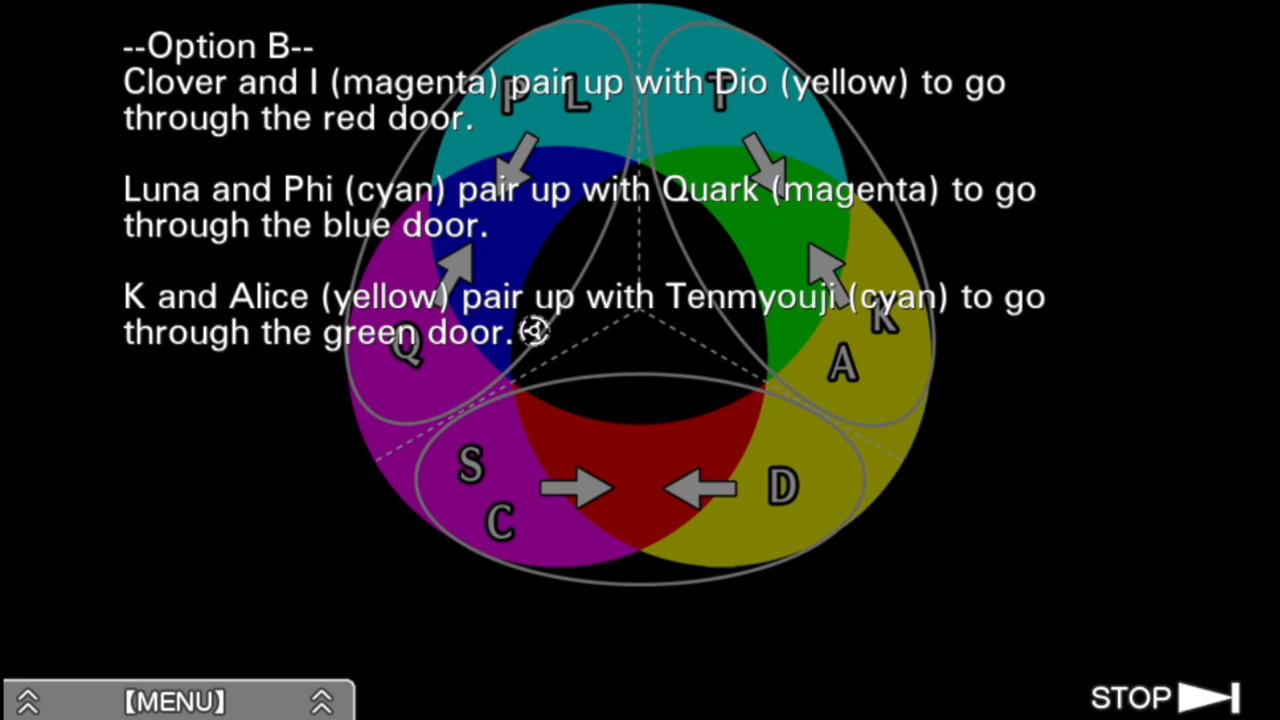 --Option B--
Clover and I (magenta) pair up with Dio (yellow) to go
through the red door.
Luna and Phi (cyan) pair up with Quark (magenta) to go
through the blue door.
K and Alice (yellow) pair up with Tenmyouji (cyan) to go
through the green door.
P L T
Q
K
A
S
C
D
【MENU】
STOP